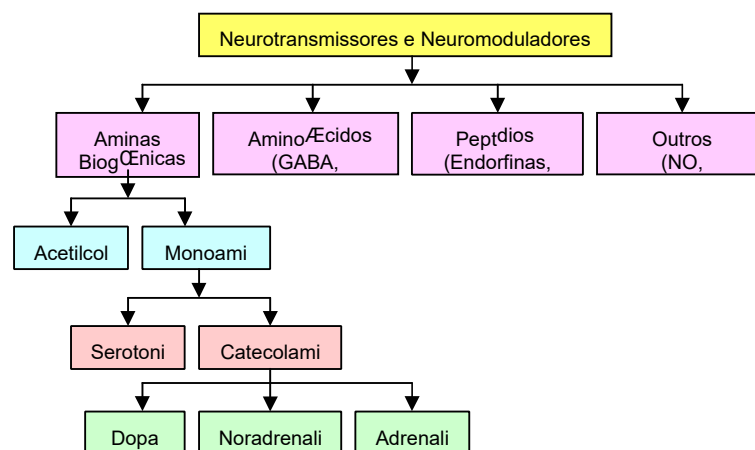 Neurotransmissores e Neuromoduladores
Aminas
BiogŒnicas
AminoÆcidos
(GABA,
Peptdios
(Endorfinas,
Outros
(NO,
Acetilcol
Monoami
Serotoni
Catecolami
Dopa
Noradrenali
Adrenali